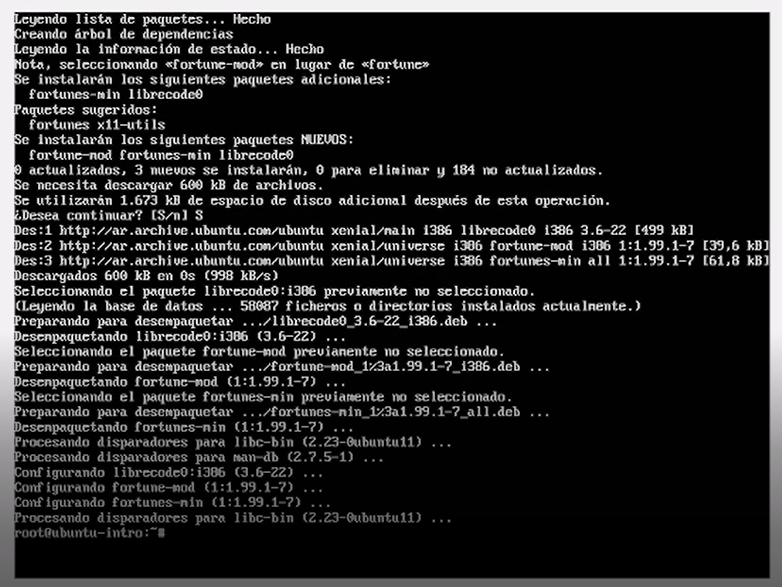 Leyendo lista de paquetes... Hecho
Creando árbol de dependencias
Leyendo la información de estado... Hecho
Nota, seleccionando «fortune-mod» en lugar de «fortune»
Se instalarán los siguientes paquetes adicionales:
  fortunes-min librecode0
Paquetes sugeridos:
  fortunes x11-utils
Se instalarán los siguientes paquetes NUEVOS:
  fortune-mod fortunes-min librecode0
0 actualizados, 3 nuevos se instalarán, 0 para eliminar y 184 no actualizados.
Se necesita descargar 600 kB de archivos.
Se utilizarán 1.673 kB de espacio de disco adicional después de esta operación.
¿Desea continuar? [S/n] S
Des:1 http://ar.archive.ubuntu.com/ubuntu xenial/main i386 librecode0 i386 3.6-22 [499 kB]
Des:2 http://ar.archive.ubuntu.com/ubuntu xenial/universe i386 fortune-mod i386 1:1.99.1-7 [39,6 kB]
Des:3 http://ar.archive.ubuntu.com/ubuntu xenial/universe i386 fortunes-min all 1:1.99.1-7 [61,8 kB]
Descargados 600 kB en 0s (998 kB/s)
Seleccionando el paquete librecode0:i386 previamente no seleccionado.
(Leyendo la base de datos ... 58087 ficheros o directorios instalados actualmente.)
Preparando para desempaquetar .../librecode0_3.6-22_i386.deb ...
Desempaquetando librecode0:i386 (3.6-22) ...
Seleccionando el paquete fortune-mod previamente no seleccionado.
Preparando para desempaquetar .../fortune-mod_1%3a1.99.1-7_i386.deb ...
Desempaquetando fortune-mod (1:1.99.1-7) ...
Seleccionando el paquete fortunes-min previamente no seleccionado.
Preparando para desempaquetar .../fortunes-min_1%3a1.99.1-7_all.deb ...
Desempaquetando fortunes-min (1:1.99.1-7) ...
Procesando disparadores para libc-bin (2.23-0ubuntu11) ...
Procesando disparadores para man-db (2.7.5-1) ...
Configurando librecode0:i386 (3.6-22) ...
Configurando fortune-mod (1:1.99.1-7) ...
Configurando fortunes-min (1:1.99.1-7) ...
Procesando disparadores para libc-bin (2.23-0ubuntu11) ...
root@ubuntu-intro:~#